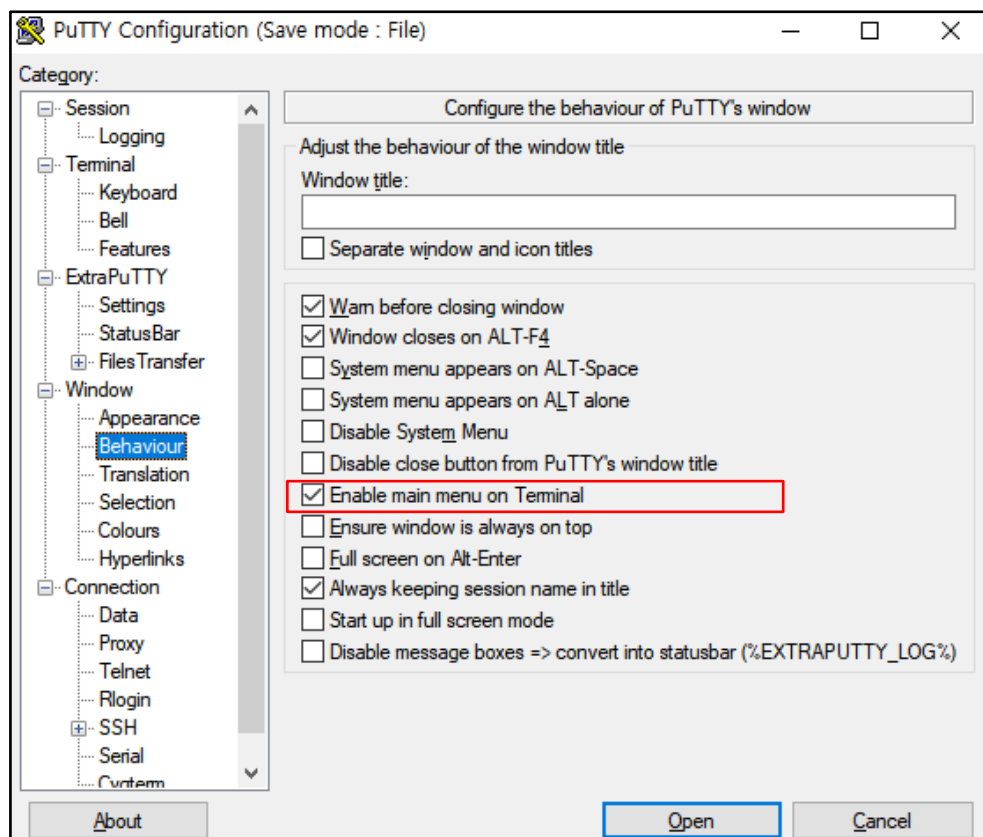 PuTTY Configuration (Save mode : File)
Category:
Session
Logging
Terminal
Keyboard
Bell
Features
ExtraPuTTY
Settings
StatusBar
FilesTransfer
Window
Appearance
Behaviour
Translation
Selection
Colours
Hyperlinks
Connection
Data
Proxy
Telnet
Rlogin
SSH
Serial
Cygterm
Configure the behaviour of PuTTY's window
Adjust the behaviour of the window title
Window title:
Separate window and icon titles
Warn before closing window
Window closes on ALT-F4
System menu appears on ALT-Space
System menu appears on ALT alone
Disable System Menu
Disable close button from PuTTY's window title
Enable main menu on Terminal
Ensure window is always on top
Full screen on Alt-Enter
Always keeping session name in title
Start up in full screen mode
Disable message boxes => convert into statusbar (%EXTRAPUTTY_LOG%)
About
Open
Cancel